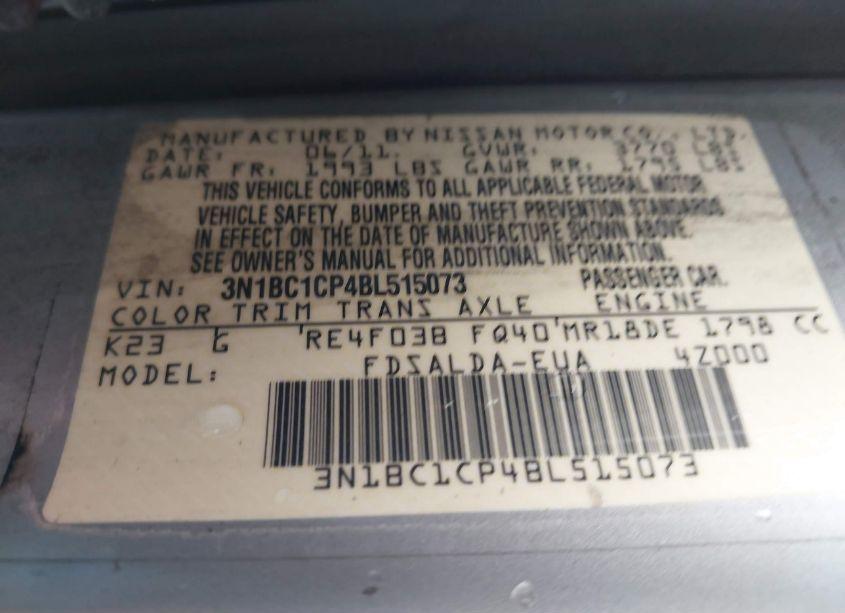 MANUFACTURED BY NISSAN MOTOR CO., LTD.
DATE: 06/11. GVWR: 3770 LBS
GAWR FR: 1993 LBS GAWR RR: 1795 LBS
THIS VEHICLE CONFORMS TO ALL APPLICABLE FEDERAL MOTOR
VEHICLE SAFETY, BUMPER AND THEFT PREVENTION STANDARDS
IN EFFECT ON THE DATE OF MANUFACTURE SHOWN ABOVE.
SEE OWNER'S MANUAL FOR ADDITIONAL INFORMATION.
VIN: 3N1BC1CP4BL515073 PASSENGER CAR.
COLOR TRIM TRANS AXLE ENGINE
K23 G RE4F03B FQ40 MR18DE 1798 CC
MODEL: FDSALDA-EUA 4Z000
3N1BC1CP4BL515073